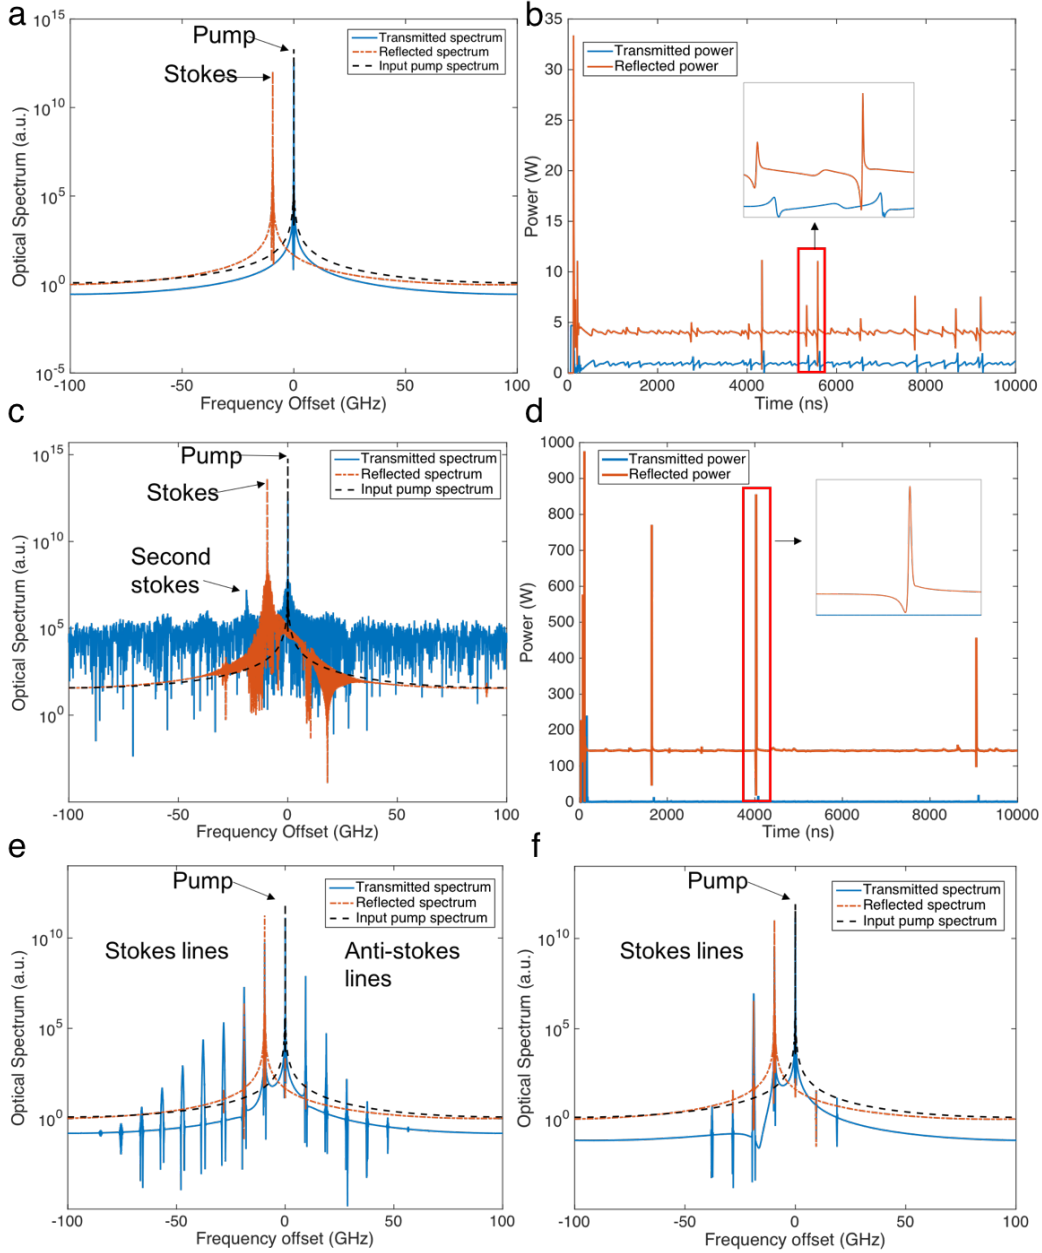 a
10^15
10^10
10^5
10^0
10^-5
Optical Spectrum (a.u.)
Pump
Stokes
Transmitted spectrum
Reflected spectrum
Input pump spectrum
-100
-50
0
50
100
Frequency Offset (GHz)
b
35
30
25
20
15
10
5
0
Power (W)
Transmitted power
Reflected power
0
2000
4000
6000
8000
10000
Time (ns)
c
10^15
10^10
10^5
10^0
Optical Spectrum (a.u.)
Pump
Stokes
Second
stokes
Transmitted spectrum
Reflected spectrum
Input pump spectrum
-100
-50
0
50
100
Frequency Offset (GHz)
d
1000
900
800
700
600
500
400
300
200
100
0
Power (W)
Transmitted power
Reflected power
0
2000
4000
6000
8000
10000
Time (ns)
e
10^10
10^5
10^0
Optical Spectrum (a.u.)
Pump
Stokes lines
Anti-stokes
lines
Transmitted spectrum
Reflected spectrum
Input pump spectrum
-100
-50
0
50
100
Frequency offset (GHz)
f
10^10
10^5
10^0
Optical Spectrum (a.u.)
Pump
Stokes lines
Transmitted spectrum
Reflected spectrum
Input pump spectrum
-100
-50
0
50
100
Frequency offset (GHz)